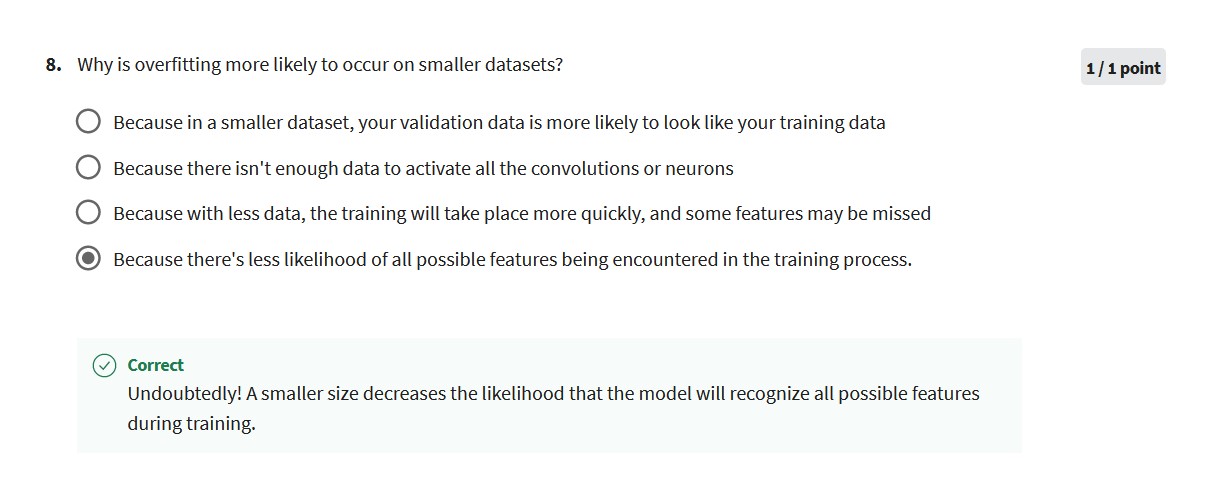 8. Why is overfitting more likely to occur on smaller datasets?
1 / 1 point
Because in a smaller dataset, your validation data is more likely to look like your training data
Because there isn't enough data to activate all the convolutions or neurons
Because with less data, the training will take place more quickly, and some features may be missed
Because there's less likelihood of all possible features being encountered in the training process.
Correct
Undoubtedly! A smaller size decreases the likelihood that the model will recognize all possible features
during training.